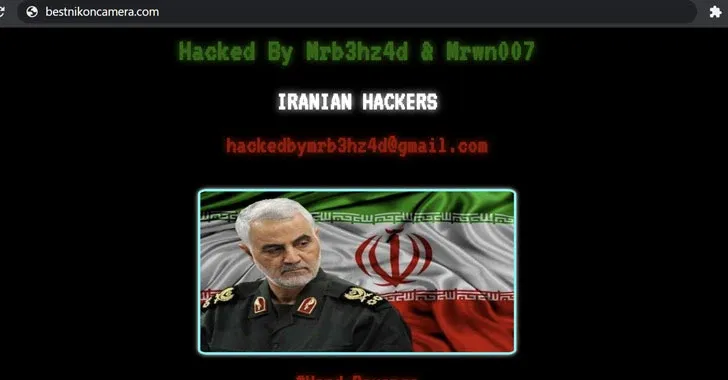 bestnikoncamera.com
Hacked By Mrb3hz4d & Mrwn007
IRANIAN HACKERS
hackedbymrb3hz4d@gmail.com